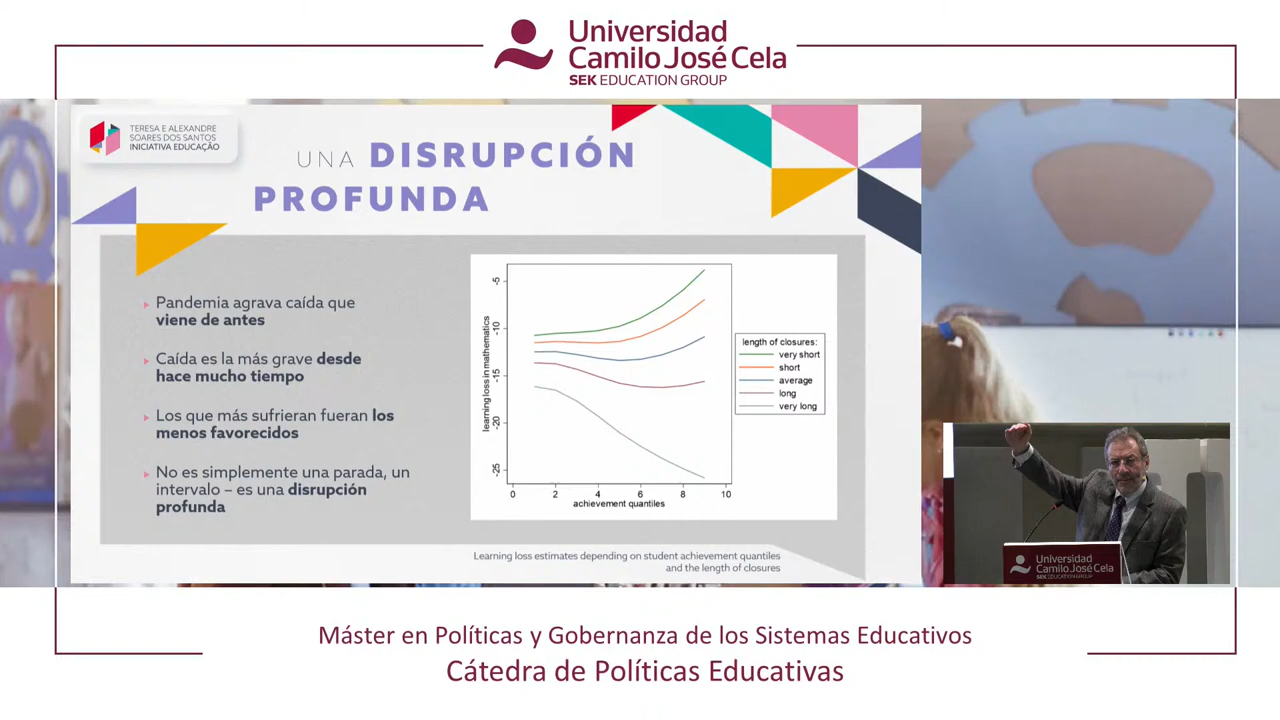 Universidad
Camilo José Cela
SEK EDUCATION GROUP
TERESA E ALEXANDRE
SOARES DOS SANTOS
INICIATIVA EDUCAÇÃO
UNA DISRUPCIÓN
PROFUNDA
Pandemia agrava caída que
viene de antes
Caída es la más grave desde
hace mucho tiempo
Los que más sufrieran fueran los
menos favorecidos
No es simplemente una parada, un
intervalo – es una disrupción
profunda
learning loss in mathematics
-5
-10
-15
-20
-25
0 2 4 6 8 10
achievement quantiles
length of closures:
very short
short
average
long
very long
Learning loss estimates depending on student achievement quantiles
and the length of closures
Universidad
Camilo José Cela
SEK EDUCATION GROUP
Máster en Políticas y Gobernanza de los Sistemas Educativos
Cátedra de Políticas Educativas